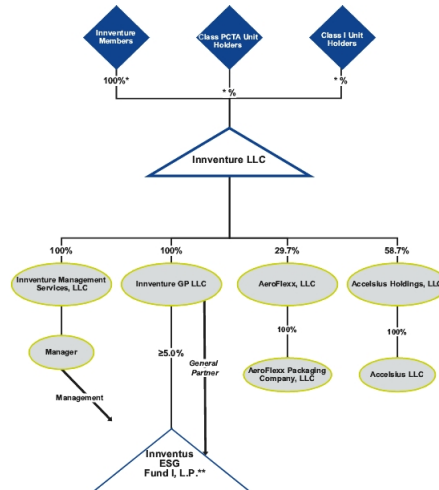 Innventure
Members
Class PCTA Unit
Holders
Class I Unit
Holders
100%*
* %
* %
Innventure LLC
100%
100%
29.7%
58.7%
Innventure Management
Services, LLC
Innventure GP LLC
AeroFlexx, LLC
Accelsius Holdings, LLC
Manager
≥5.0%
General
Partner
100%
100%
AeroFlexx Packaging
Company, LLC
Accelsius LLC
Management
Innventus
ESG
Fund I, L.P.**